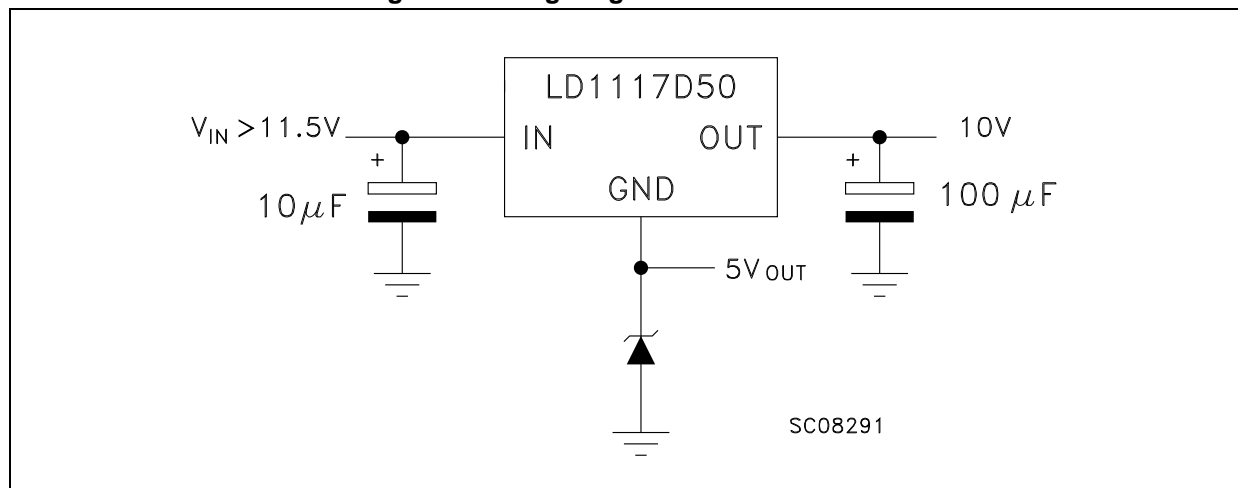 LD1117D50
V_IN >11.5V
IN
OUT
10V
+
+
GND
10μF
100 μF
5V_OUT
SC08291